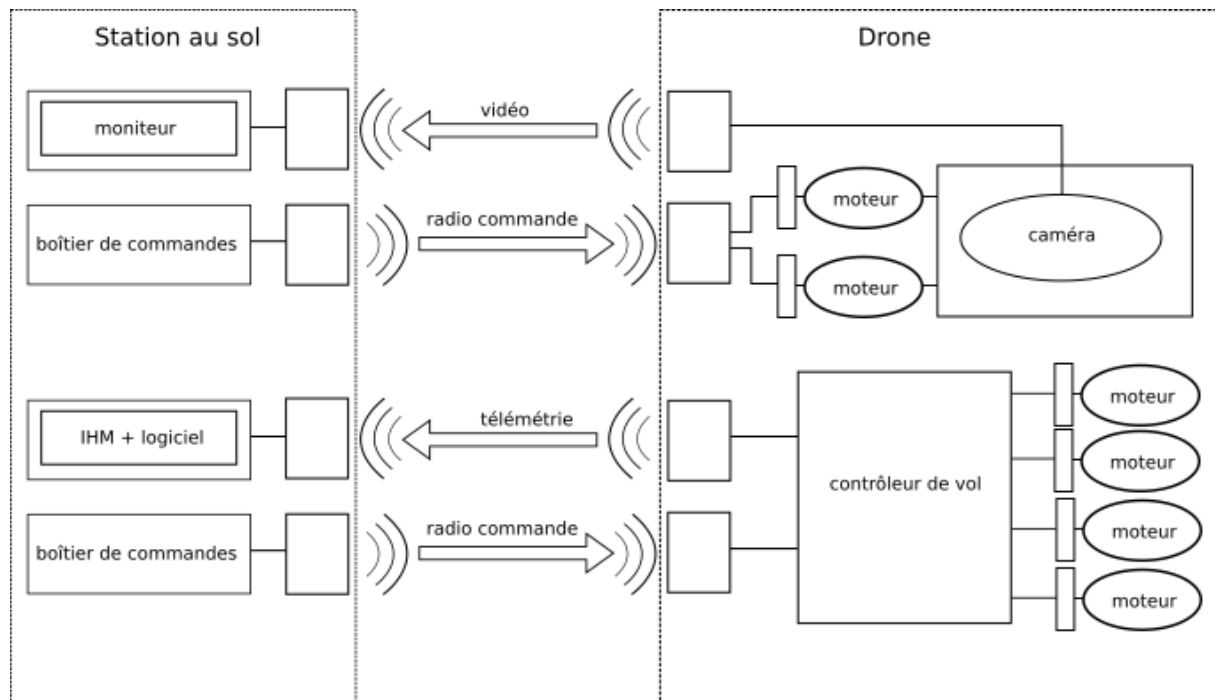 Station au sol
Drone
moniteur
vidéo
moteur
boîtier de commandes
radio commande
caméra
moteur
IHM + logiciel
télémétrie
contrôleur de vol
moteur
moteur
boîtier de commandes
radio commande
moteur
moteur